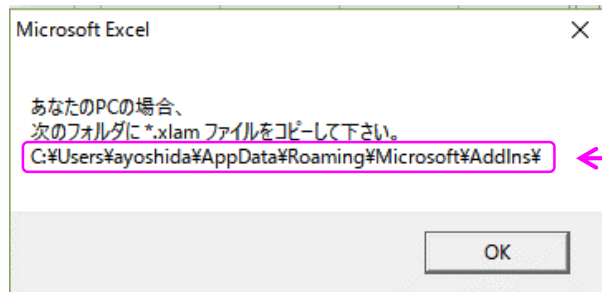 Microsoft Excel
あなたのPCの場合、
次のフォルダに *.xlam ファイルをコピーして下さい。
C:¥Users¥ayoshida¥AppData¥Roaming¥Microsoft¥AddIns¥
OK